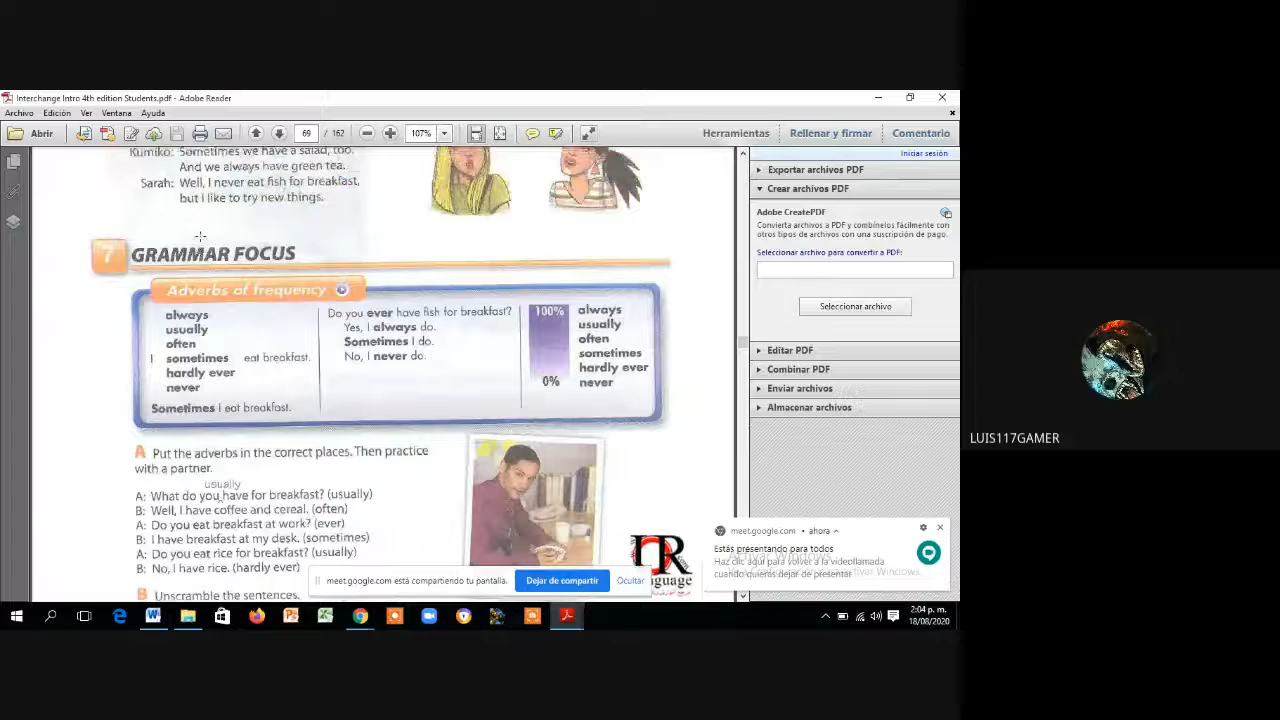 Interchange Intro 4th edition Students.pdf - Adobe Reader
Archivo Edición Ver Ventana Ayuda
Abrir 69 / 162 107% Herramientas Rellenar y firmar Comentario
Kumiko: Sometimes we have a salad, too.
And we always have green tea.
Sarah: Well, I never eat fish for breakfast,
but I like to try new things.
7 GRAMMAR FOCUS
Adverbs of frequency
always
usually
often
I sometimes eat breakfast.
hardly ever
never
Sometimes I eat breakfast.
Do you ever have fish for breakfast?
Yes, I always do.
Sometimes I do.
No, I never do.
100% always
usually
often
sometimes
hardly ever
0% never
A Put the adverbs in the correct places. Then practice
with a partner.
usually
A: What do you have for breakfast? (usually)
B: Well, I have coffee and cereal. (often)
A: Do you eat breakfast at work? (ever)
B: I have breakfast at my desk. (sometimes)
A: Do you eat rice for breakfast? (usually)
B: No, I have rice. (hardly ever)
B Unscramble the sentences.
Iniciar sesión
Exportar archivos PDF
Crear archivos PDF
Adobe CreatePDF
Convierta archivos a PDF y combínelos fácilmente con
otros tipos de archivos con una suscripción de pago.
Seleccionar archivo para convertir a PDF:
Seleccionar archivo
Editar PDF
Combinar PDF
Enviar archivos
Almacenar archivos
meet.google.com • ahora
Estás presentando para todos
Haz clic aquí para volver a la videollamada
cuando quieras dejar de presentar
Activar Windows
meet.google.com está compartiendo tu pantalla. Dejar de compartir Ocultar
2:04 p. m.
18/08/2020
LUIS117GAMER